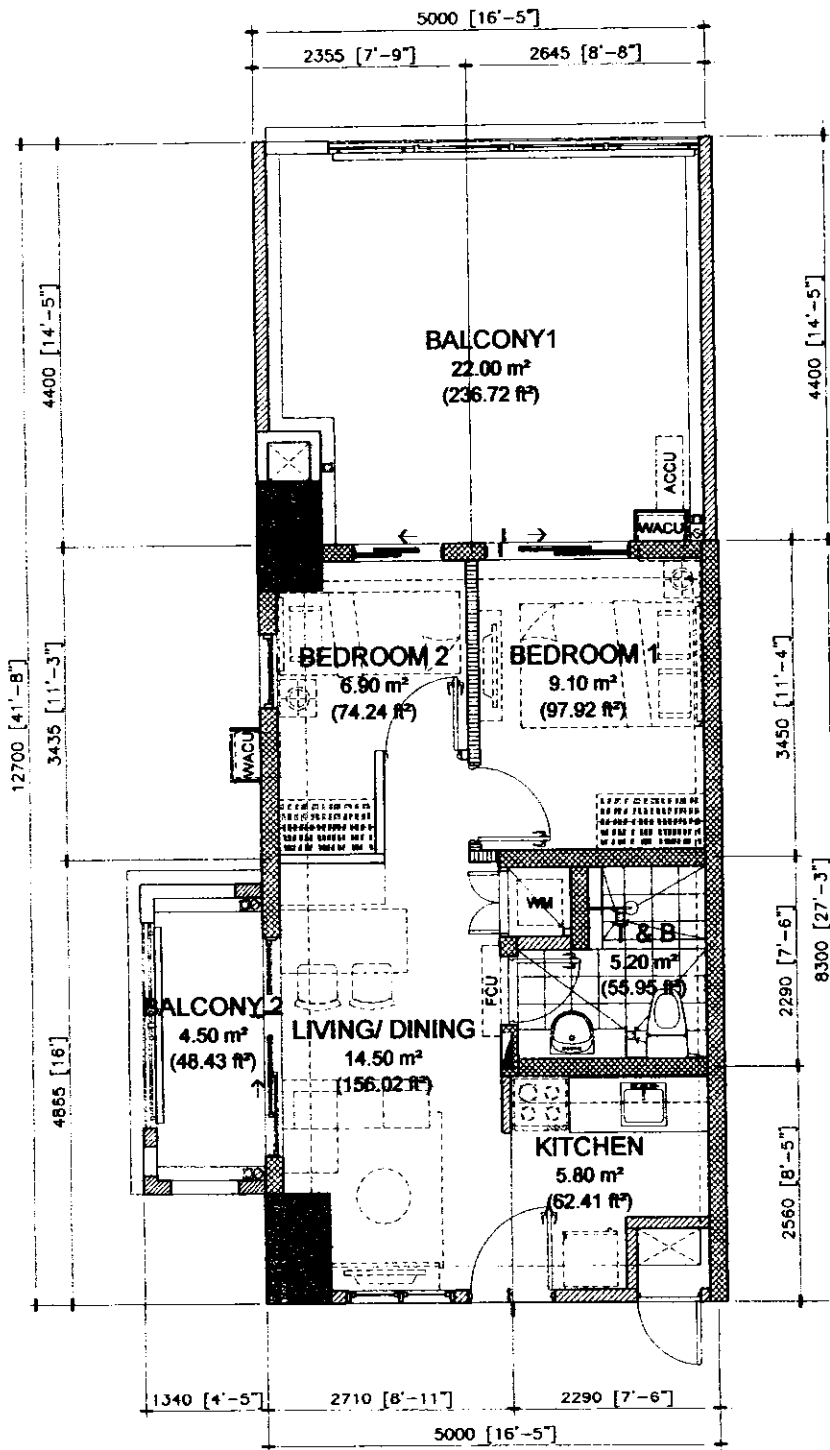 5000 [16'-5"]
2355 [7'-9"]
2645 [8'-8"]
4400 [14'-5"]
4400 [14'-5"]
BALCONY1
22.00 m²
(236.72 ft²)
ACCU
WACU
12700 [41'-8"]
3435 [11'-3"]
BEDROOM 2
6.90 m²
(74.24 ft²)
BEDROOM 1
9.10 m²
(97.92 ft²)
3450 [11'-4"]
WACU
8300 [27'-3"]
WM
T & B
5.20 m²
(55.95 ft²)
2290 [7'-6"]
FCU
BALCONY 2
4.50 m²
(48.43 ft²)
LIVING/ DINING
14.50 m²
(156.02 ft²)
4865 [16']
KITCHEN
5.80 m²
(62.41 ft²)
2560 [8'-5"]
1340 [4'-5"]
2710 [8'-11"]
2290 [7'-6"]
5000 [16'-5"]